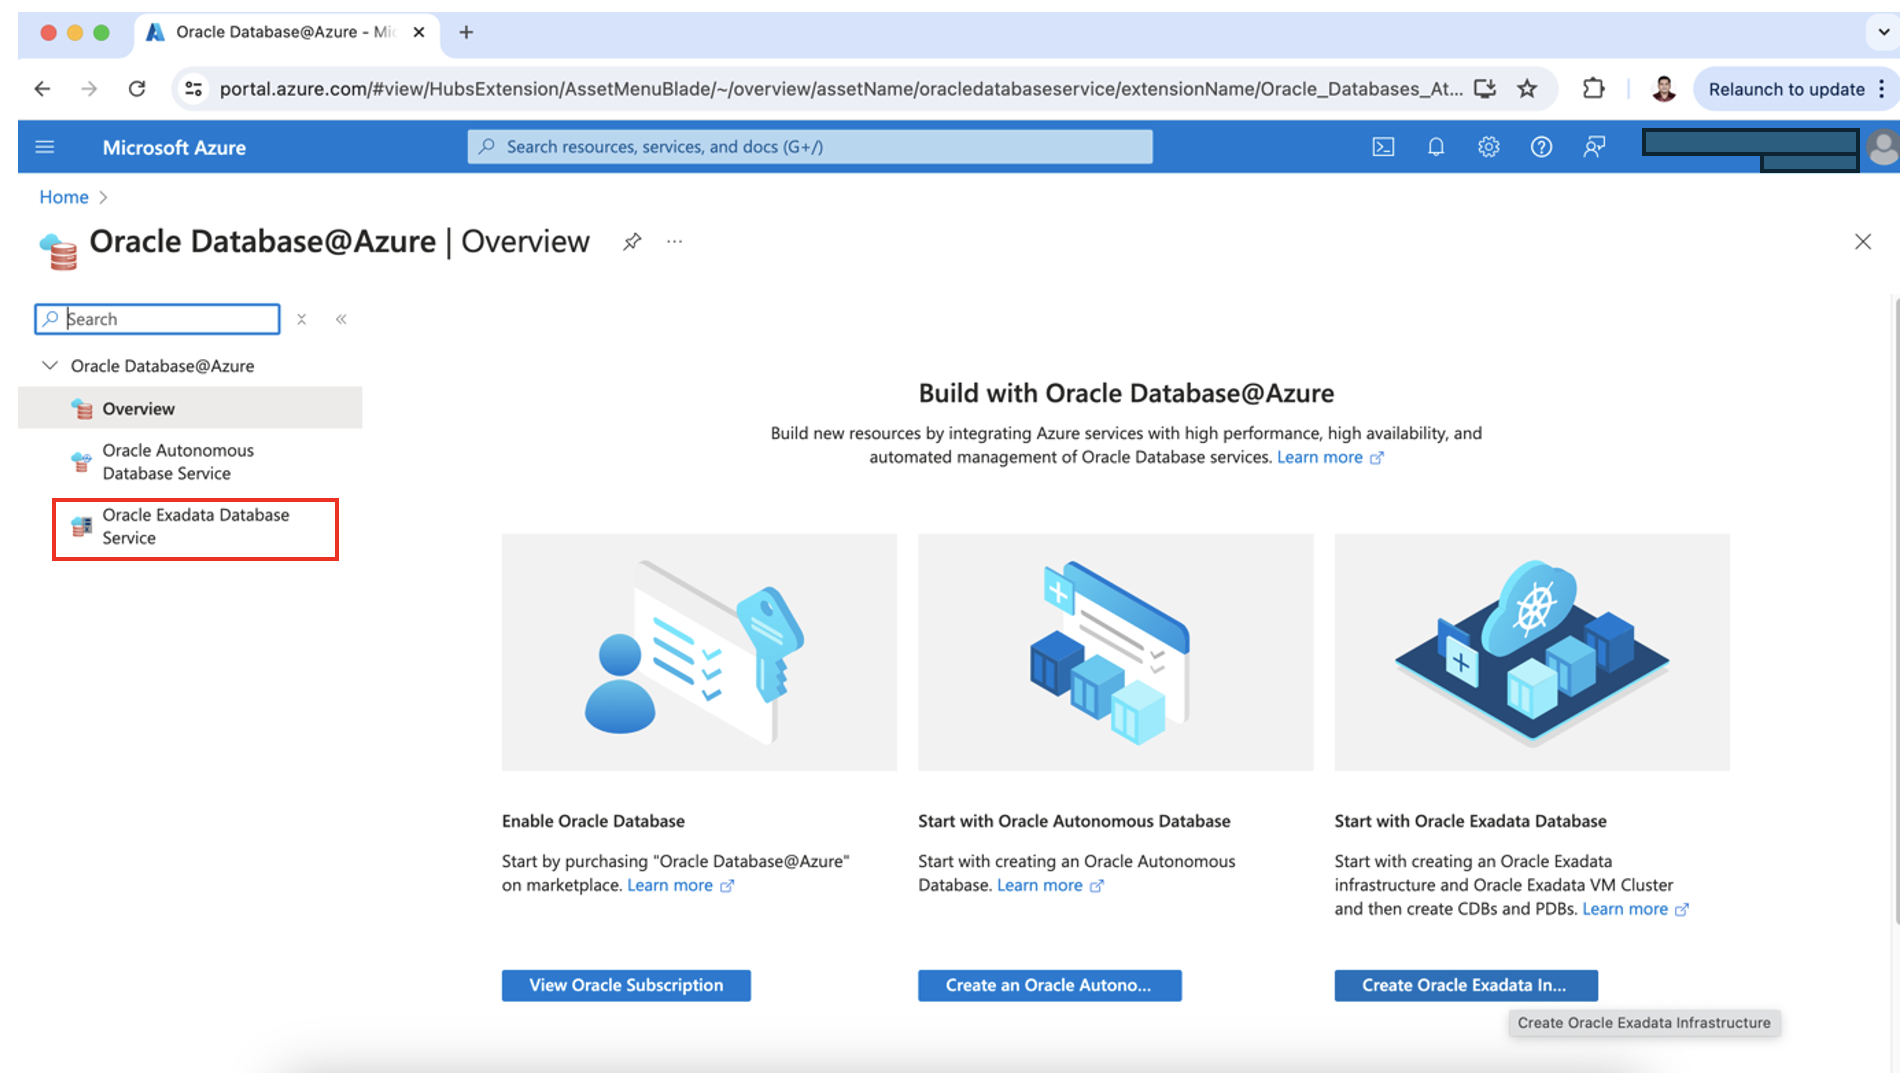 Oracle Database@Azure - Mi
portal.azure.com/#view/HubsExtension/AssetMenuBlade/~/overview/assetName/oracledatabaseservice/extensionName/Oracle_Databases_At...
Relaunch to update
Microsoft Azure
Search resources, services, and docs (G+/)
Home
Oracle Database@Azure | Overview
Search
Oracle Database@Azure
Overview
Oracle Autonomous
Database Service
Oracle Exadata Database
Service
Build with Oracle Database@Azure
Build new resources by integrating Azure services with high performance, high availability, and
automated management of Oracle Database services. Learn more
Enable Oracle Database
Start by purchasing "Oracle Database@Azure"
on marketplace. Learn more
View Oracle Subscription
Start with Oracle Autonomous Database
Start with creating an Oracle Autonomous
Database. Learn more
Create an Oracle Autono...
Start with Oracle Exadata Database
Start with creating an Oracle Exadata
infrastructure and Oracle Exadata VM Cluster
and then create CDBs and PDBs. Learn more
Create Oracle Exadata In...
Create Oracle Exadata Infrastructure